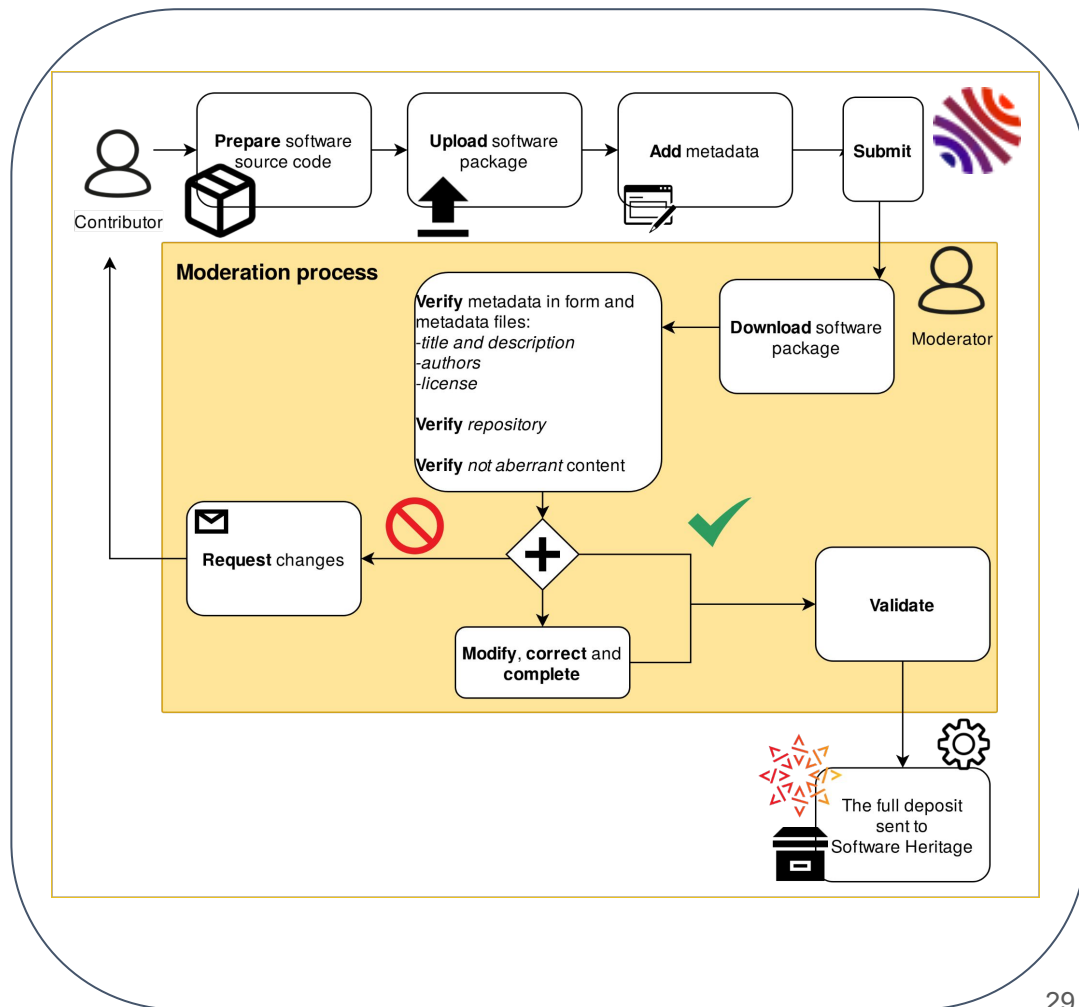 Prepare software
source code
Upload software
package
Add metadata
Submit
Contributor
Moderation process
Verify metadata in form and
metadata files:
-title and description
-authors
-license
Verify repository
Verify not aberrant content
Download software
package
Moderator
Request changes
Modify, correct and
complete
Validate
The full deposit
sent to
Software Heritage
29